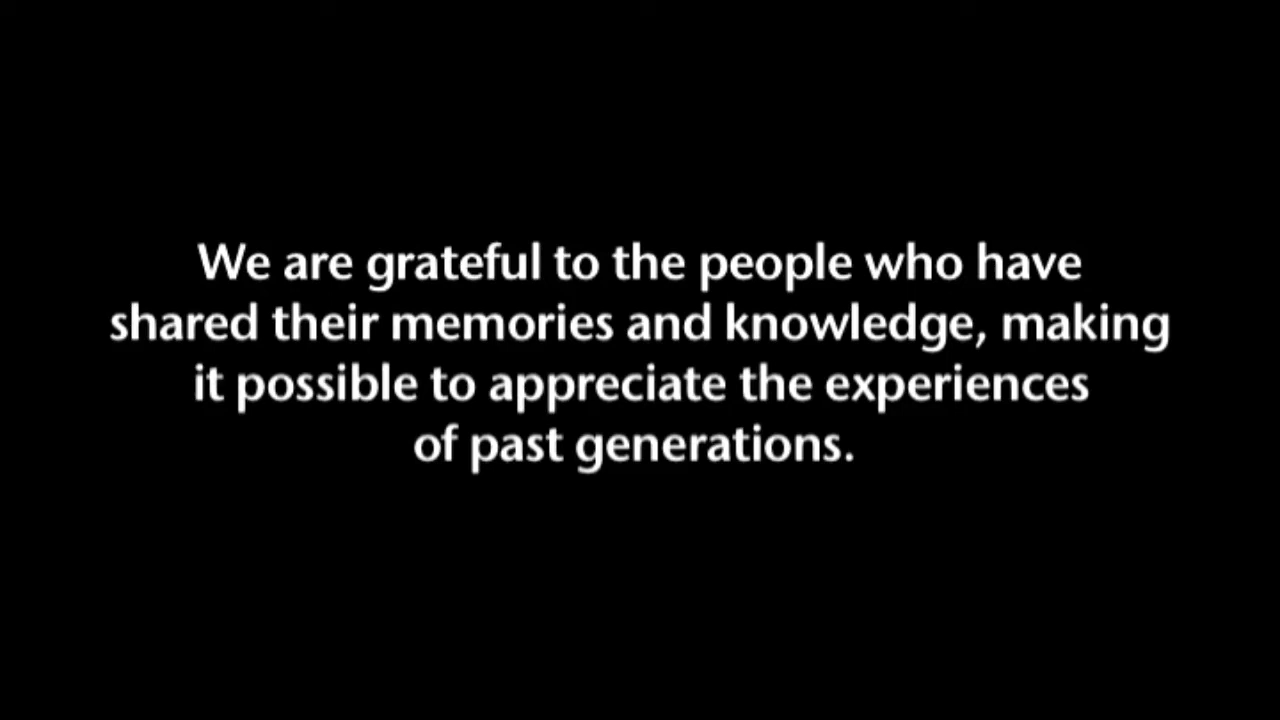 We are grateful to the people who have
shared their memories and knowledge, making
it possible to appreciate the experiences
of past generations.